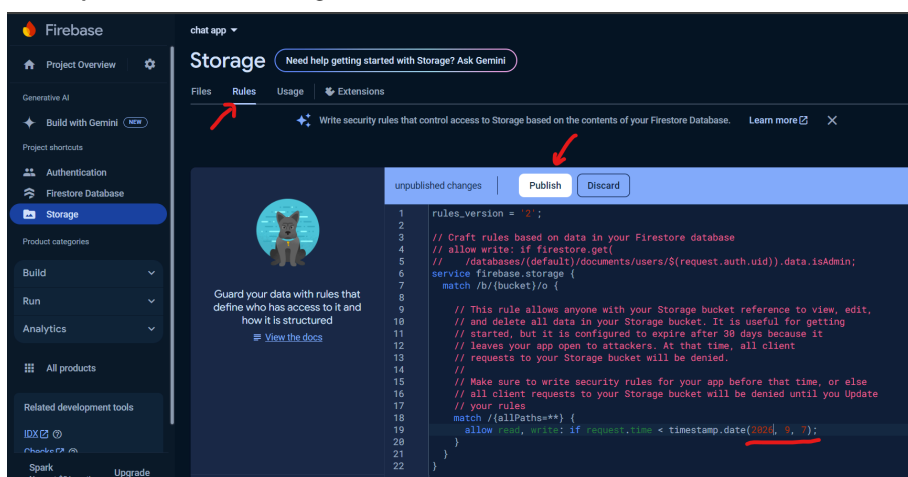 Firebase
chat app
Project Overview
Storage
Need help getting started with Storage? Ask Gemini
Files Rules Usage Extensions
Generative AI
Build with Gemini NEW
Write security rules that control access to Storage based on the contents of your Firestore Database. Learn more
Project shortcuts
Authentication
Firestore Database
Storage
Product categories
Build
Run
Analytics
All products
Related development tools
IDX
Checks
Spark
Upgrade
unpublished changes Publish Discard
Guard your data with rules that
define who has access to it and
how it is structured
View the docs
1 rules_version = '2';
2
3 // Craft rules based on data in your Firestore database
4 // allow write: if firestore.get(
5 //    /databases/(default)/documents/users/$(request.auth.uid)).data.isAdmin;
6 service firebase.storage {
7   match /b/{bucket}/o {
8
9     // This rule allows anyone with your Storage bucket reference to view, edit,
10     // and delete all data in your Storage bucket. It is useful for getting
11     // started, but it is configured to expire after 30 days because it
12     // leaves your app open to attackers. At that time, all client
13     // requests to your Storage bucket will be denied.
14     //
15     // Make sure to write security rules for your app before that time, or else
16     // all client requests to your Storage bucket will be denied until you Update
17     // your rules
18     match /{allPaths=**} {
19       allow read, write: if request.time < timestamp.date(2026, 9, 7);
20     }
21   }
22 }